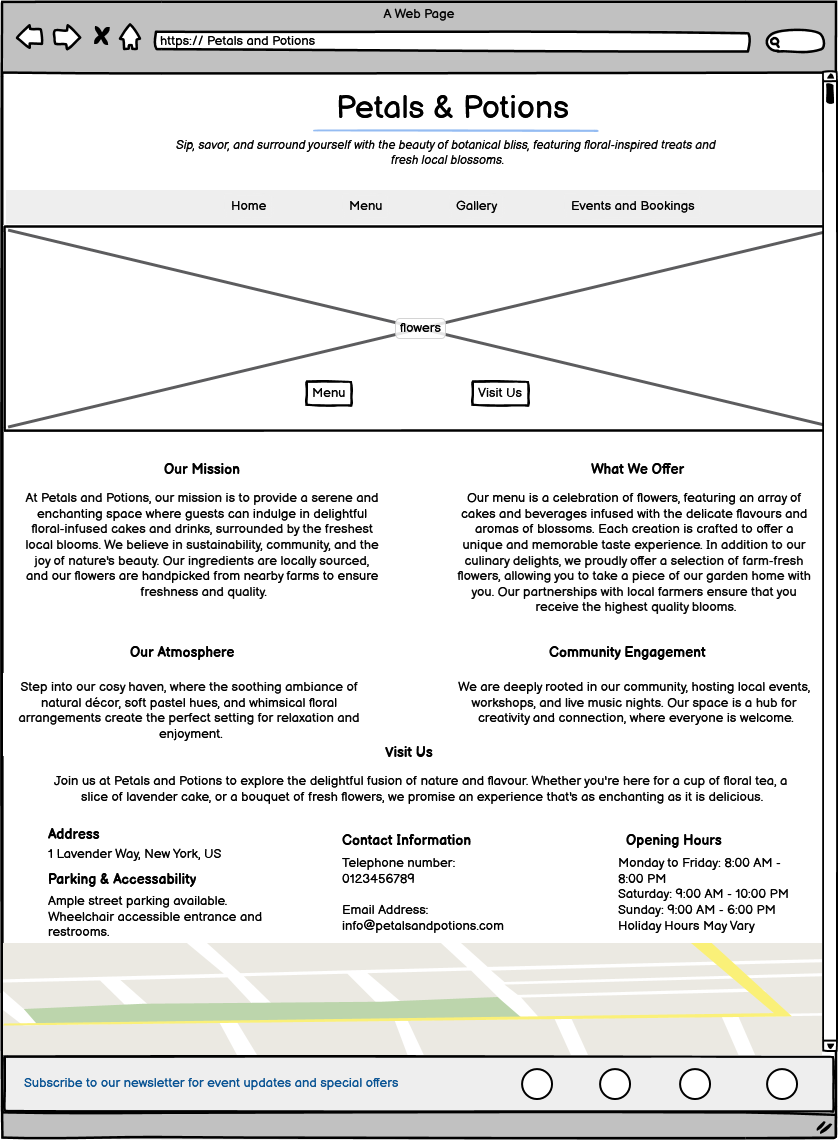 A Web Page
https:// Petals and Potions
Petals & Potions
Sip, savor, and surround yourself with the beauty of botanical bliss, featuring floral-inspired treats and
fresh local blossoms.
Home Menu Gallery Events and Bookings
flowers
Menu Visit Us
Our Mission
At Petals and Potions, our mission is to provide a serene and
enchanting space where guests can indulge in delightful
floral-infused cakes and drinks, surrounded by the freshest
local blooms. We believe in sustainability, community, and the
joy of nature's beauty. Our ingredients are locally sourced,
and our flowers are handpicked from nearby farms to ensure
freshness and quality.
What We Offer
Our menu is a celebration of flowers, featuring an array of
cakes and beverages infused with the delicate flavours and
aromas of blossoms. Each creation is crafted to offer a
unique and memorable taste experience. In addition to our
culinary delights, we proudly offer a selection of farm-fresh
flowers, allowing you to take a piece of our garden home with
you. Our partnerships with local farmers ensure that you
receive the highest quality blooms.
Our Atmosphere
Step into our cosy haven, where the soothing ambiance of
natural décor, soft pastel hues, and whimsical floral
arrangements create the perfect setting for relaxation and
enjoyment.
Community Engagement
We are deeply rooted in our community, hosting local events,
workshops, and live music nights. Our space is a hub for
creativity and connection, where everyone is welcome.
Visit Us
Join us at Petals and Potions to explore the delightful fusion of nature and flavour. Whether you're here for a cup of floral tea, a
slice of lavender cake, or a bouquet of fresh flowers, we promise an experience that's as enchanting as it is delicious.
Address
1 Lavender Way, New York, US
Parking & Accessability
Ample street parking available.
Wheelchair accessible entrance and
restrooms.
Contact Information
Telephone number:
0123456789
Email Address:
info@petalsandpotions.com
Opening Hours
Monday to Friday: 8:00 AM -
8:00 PM
Saturday: 9:00 AM - 10:00 PM
Sunday: 9:00 AM - 6:00 PM
Holiday Hours May Vary
Subscribe to our newsletter for event updates and special offers